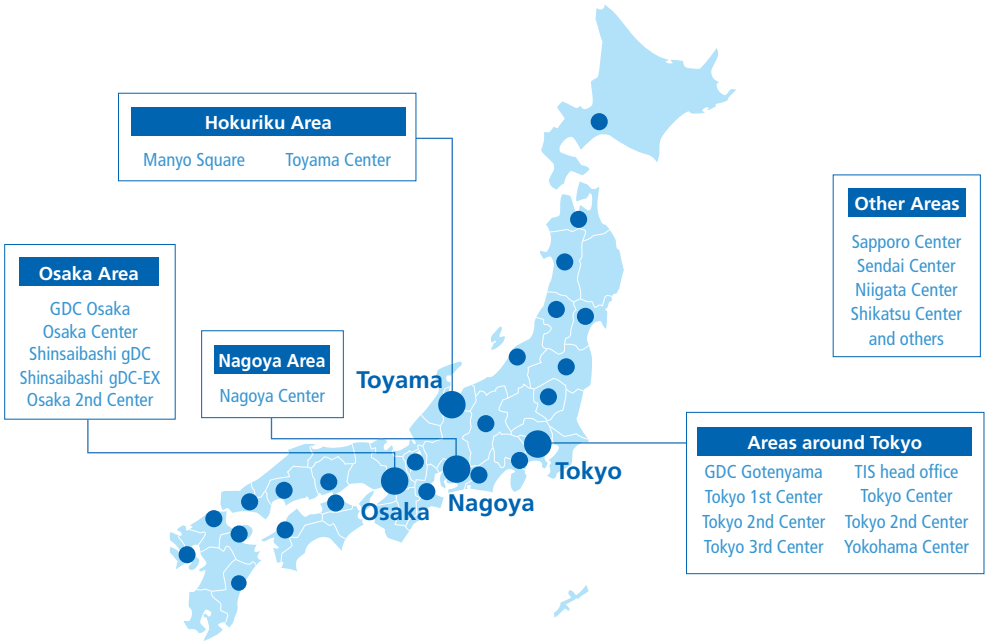 Hokuriku Area
Manyo Square Toyama Center
Other Areas
Sapporo Center
Sendai Center
Niigata Center
Shikatsu Center
and others
Osaka Area
GDC Osaka
Osaka Center
Shinsaibashi gDC
Shinsaibashi gDC-EX
Osaka 2nd Center
Nagoya Area
Nagoya Center
Toyama
Tokyo
Nagoya
Osaka
Areas around Tokyo
GDC Gotenyama TIS head office
Tokyo 1st Center Tokyo Center
Tokyo 2nd Center Tokyo 2nd Center
Tokyo 3rd Center Yokohama Center